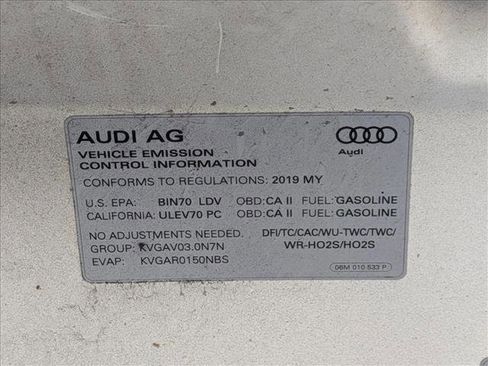 AUDI AG
Audi
VEHICLE EMISSION
CONTROL INFORMATION
CONFORMS TO REGULATIONS: 2019 MY
U.S. EPA: BIN70 LDV OBD:CA II FUEL:GASOLINE
CALIFORNIA: ULEV70 PC OBD:CA II FUEL:GASOLINE
NO ADJUSTMENTS NEEDED. DFI/TC/CAC/WU-TWC/TWC/
GROUP: KVGAV03.0N7N WR-HO2S/HO2S
EVAP: KVGAR0150NBS
06M 010 533 P